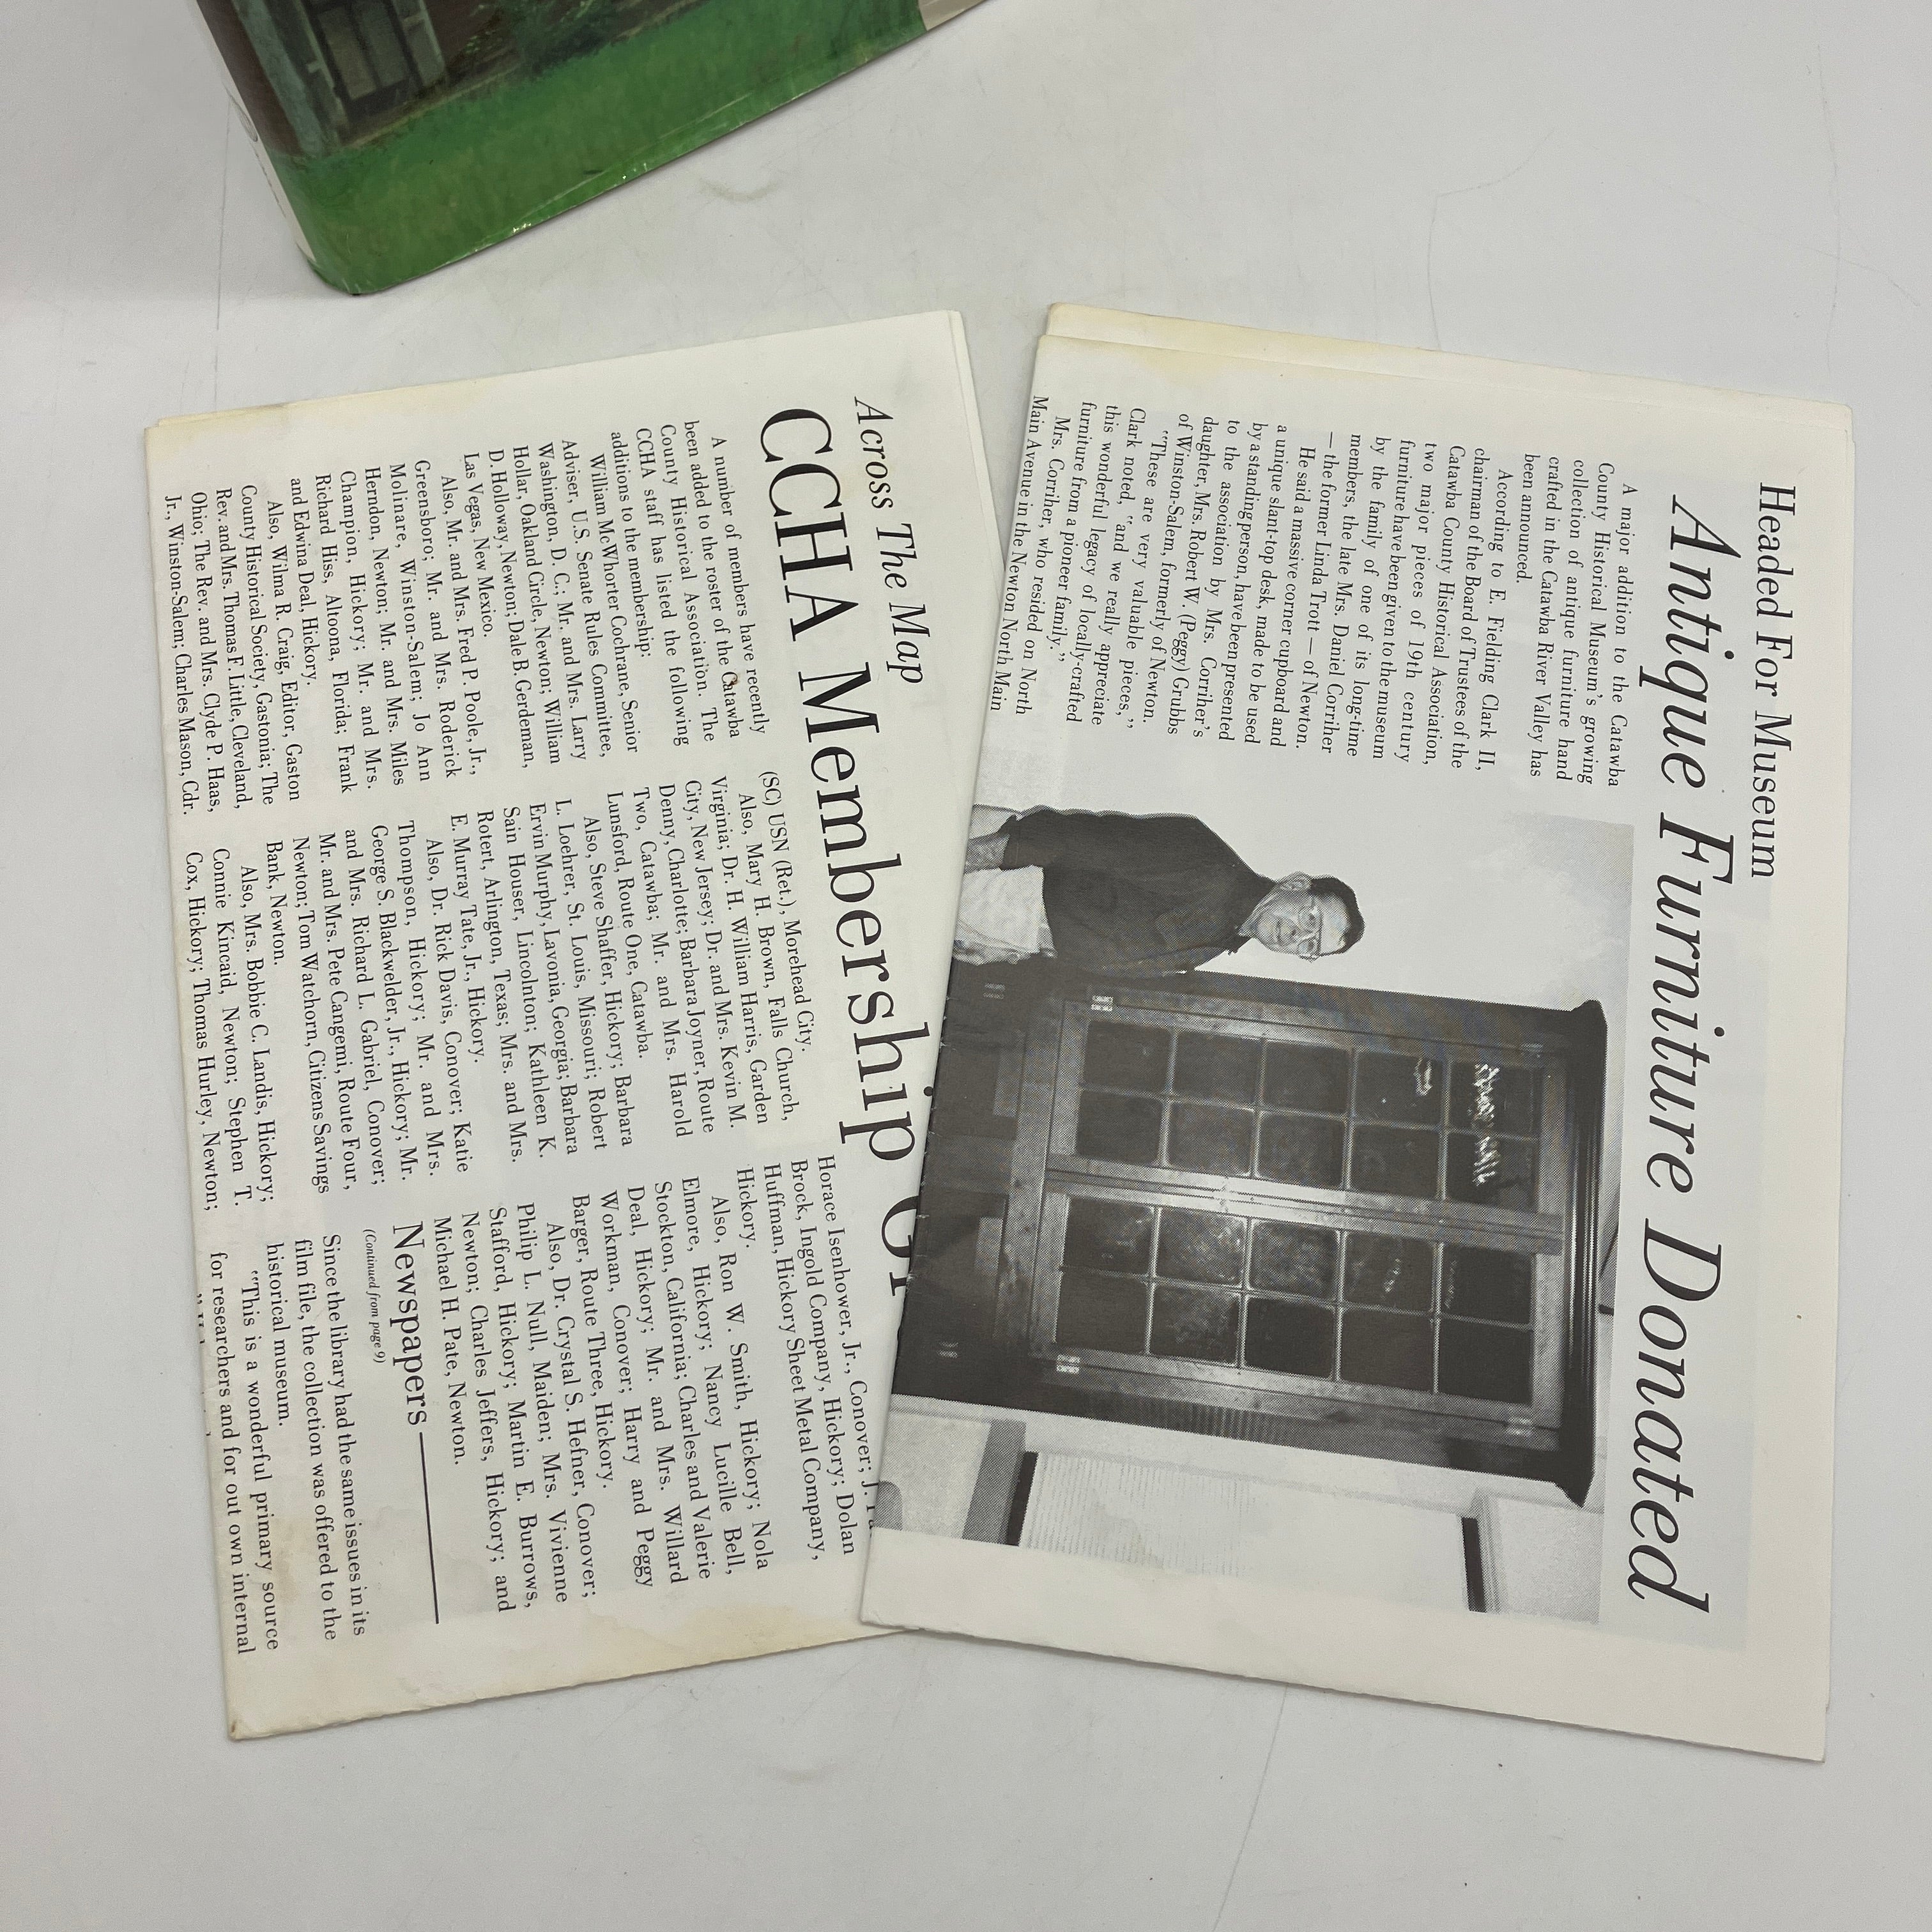 Headed For Museum
Antique Furniture Donated
A major addition to the Catawba
County Historical Museum's growing
collection of antique furniture hand
crafted in the Catawba River Valley has
been announced.
According to E. Fielding Clark II,
chairman of the Board of Trustees of the
Catawba County Historical Association,
two major pieces of 19th century
furniture have been given to the museum
by the family of one of its long-time
members, the late Mrs. Daniel Corriher
— the former Linda Trott — of Newton.
He said a massive corner cupboard and
a unique slant-top desk, made to be used
by a standing person, have been presented
to the association by Mrs. Corriher's
daughter, Mrs. Robert W. (Peggy) Grubbs
of Winston-Salem, formerly of Newton.
"These are very valuable pieces,"
Clark noted, "and we really appreciate
this wonderful legacy of locally-crafted
furniture from a pioneer family."
Mrs. Corriher, who resided on North
Main Avenue in the Newton North Main
Across The Map
CCHA Membership
A number of members have recently
been added to the roster of the Catawba
County Historical Association. The
CCHA staff has listed the following
additions to the membership:
William McWhorter Cochrane, Senior
Adviser, U.S. Senate Rules Committee,
Washington, D. C.; Mr. and Mrs. Larry
Hollar, Oakland Circle, Newton; William
D. Holloway, Newton; Dale B. Gerdeman,
Las Vegas, New Mexico.
Also, Mr. and Mrs. Fred P. Poole, Jr.,
Greensboro; Mr. and Mrs. Roderick
Molinare, Winston-Salem; Jo Ann
Herndon, Newton; Mr. and Mrs. Miles
Champion, Hickory; Mr. and Mrs.
Richard Hiss, Altoona, Florida; Frank
and Edwina Deal, Hickory.
Also, Wilma R. Craig, Editor, Gaston
County Historical Society, Gastonia; The
Rev. and Mrs. Thomas F. Little, Cleveland,
Ohio; The Rev. and Mrs. Clyde P. Haas,
Jr., Winston-Salem; Charles Mason, Cdr.
(SC) USN (Ret.), Morehead City.
Also, Mary H. Brown, Falls Church,
Virginia; Dr. H. William Harris, Garden
City, New Jersey; Dr. and Mrs. Kevin M.
Denny, Charlotte; Barbara Joyner, Route
Two, Catawba; Mr. and Mrs. Harold
Lunsford, Route One, Catawba.
Also, Steve Shaffer, Hickory; Barbara
L. Loehrer, St. Louis, Missouri; Robert
Ervin Murphy, Lavonia, Georgia; Barbara
Sain Houser, Lincolnton; Kathleen K.
Rotert, Arlington, Texas; Mrs. and Mrs.
E. Murray Tate, Jr., Hickory.
Also, Dr. Rick Davis, Conover; Katie
Thompson, Hickory; Mr. and Mrs.
George S. Blackwelder, Jr., Hickory; Mr.
and Mrs. Richard L. Gabriel, Conover;
Mr. and Mrs. Pete Cangemi, Route Four,
Newton; Tom Watchorn, Citizens Savings
Bank, Newton.
Also, Mrs. Bobbie C. Landis, Hickory;
Connie Kincaid, Newton; Stephen T.
Cox, Hickory; Thomas Hurley, Newton;
Horace Isenhower, Jr., Conover; J.
Brock, Ingold Company, Hickory; Dolan
Huffman, Hickory Sheet Metal Company,
Hickory.
Also, Ron W. Smith, Hickory; Nola
Elmore, Hickory; Nancy Lucille Bell,
Stockton, California; Charles and Valerie
Deal, Hickory; Mr. and Mrs. Willard
Workman, Conover; Harry and Peggy
Barger, Route Three, Hickory.
Also, Dr. Crystal S. Hefner, Conover;
Philip L. Null, Maiden; Mrs. Vivienne
Stafford, Hickory; Martin E. Burrows,
Newton; Charles Jeffers, Hickory; and
Michael H. Pate, Newton.
Newspapers
(Continued from page 9)
Since the library had the same issues in its
film file, the collection was offered to the
historical museum.
"This is a wonderful primary source
for researchers and for out own internal